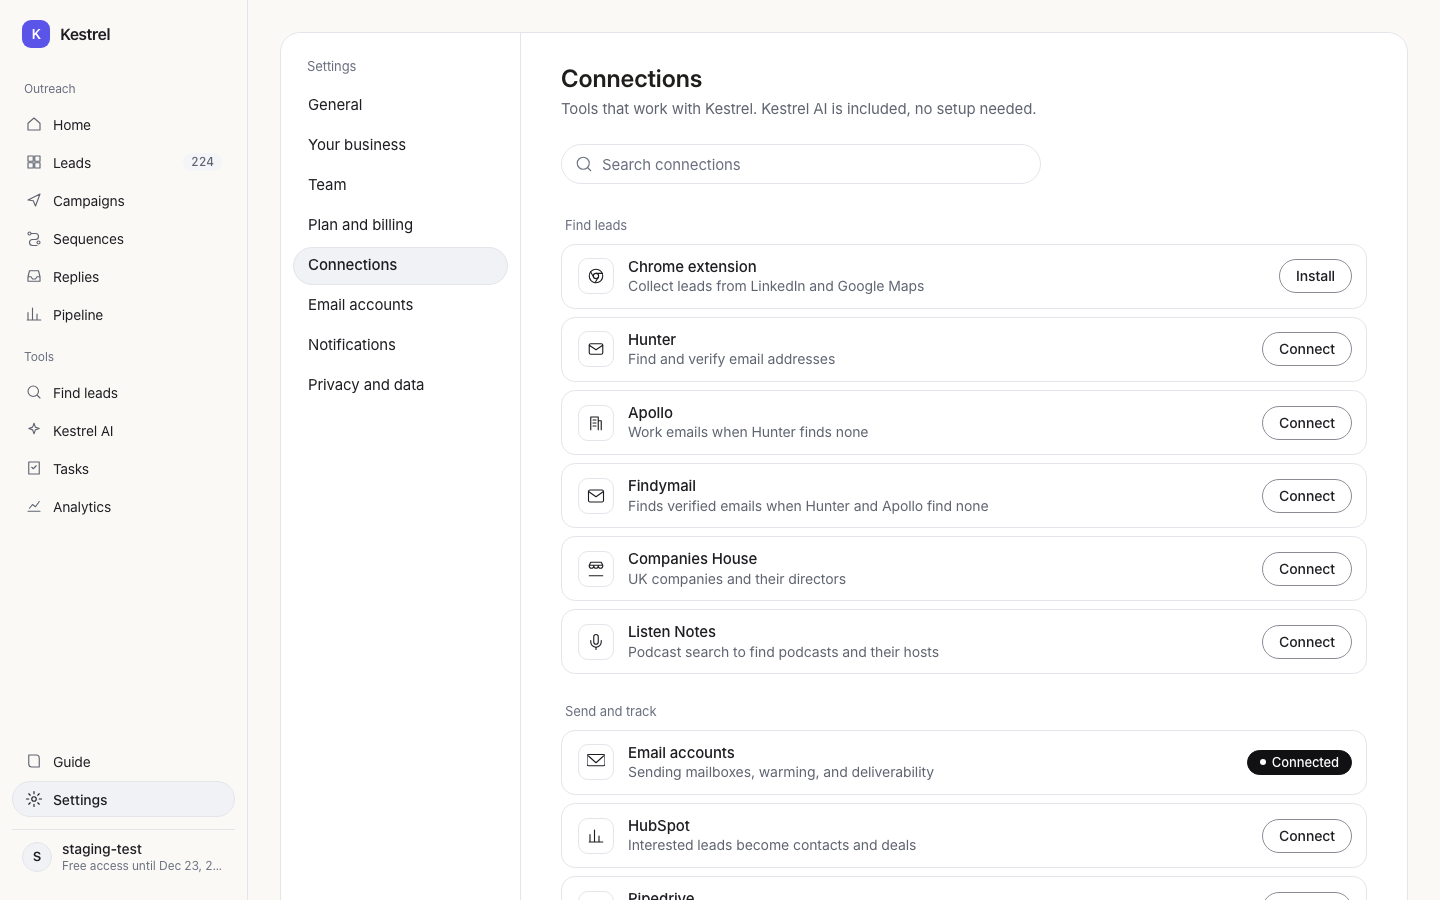 K Kestrel
Outreach
Home
Leads 224
Campaigns
Sequences
Replies
Pipeline
Tools
Find leads
Kestrel AI
Tasks
Analytics
Guide
Settings
S
staging-test
Free access until Dec 23, 2...
Settings
General
Your business
Team
Plan and billing
Connections
Email accounts
Notifications
Privacy and data
Connections
Tools that work with Kestrel. Kestrel AI is included, no setup needed.
Search connections
Find leads
Chrome extension
Collect leads from LinkedIn and Google Maps
Install
Hunter
Find and verify email addresses
Connect
Apollo
Work emails when Hunter finds none
Connect
Findymail
Finds verified emails when Hunter and Apollo find none
Connect
Companies House
UK companies and their directors
Connect
Listen Notes
Podcast search to find podcasts and their hosts
Connect
Send and track
Email accounts
Sending mailboxes, warming, and deliverability
Connected
HubSpot
Interested leads become contacts and deals
Connect
Pipedrive